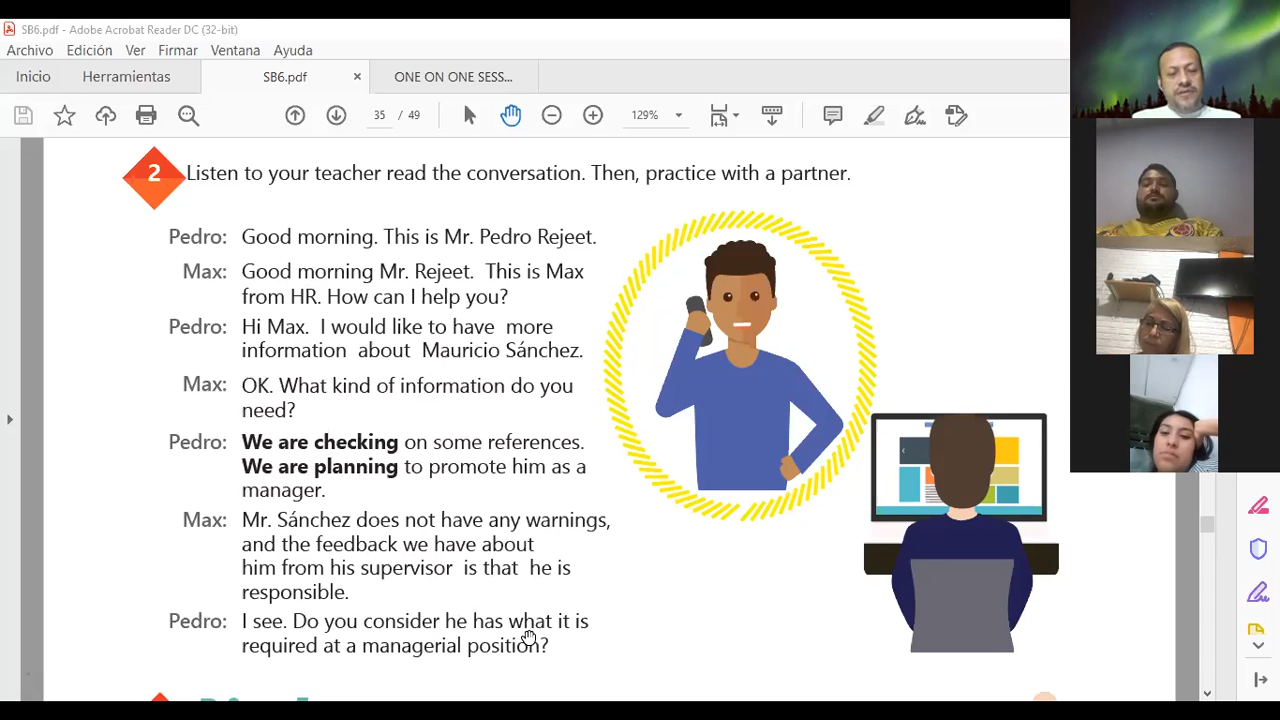 SB6.pdf - Adobe Acrobat Reader DC (32-bit)
Archivo Edición Ver Firmar Ventana Ayuda
Inicio Herramientas SB6.pdf × ONE ON ONE SESS...
35 / 49 129%
2 Listen to your teacher read the conversation. Then, practice with a partner.
Pedro: Good morning. This is Mr. Pedro Rejeet.
Max: Good morning Mr. Rejeet. This is Max
from HR. How can I help you?
Pedro: Hi Max. I would like to have more
information about Mauricio Sánchez.
Max: OK. What kind of information do you
need?
Pedro: We are checking on some references.
We are planning to promote him as a
manager.
Max: Mr. Sánchez does not have any warnings,
and the feedback we have about
him from his supervisor is that he is
responsible.
Pedro: I see. Do you consider he has what it is
required at a managerial position?